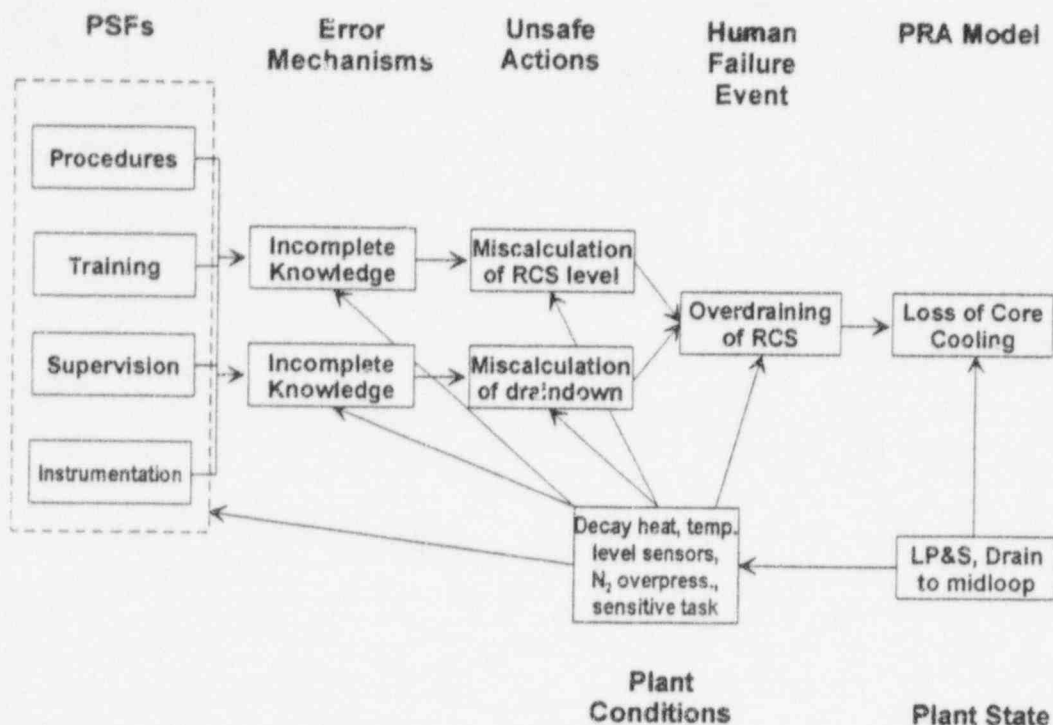 PSFs
Error
Mechanisms
Unsafe
Actions
Human
Failure
Event
PRA Model
Procedures
Training
Supervision
Instrumentation
Incomplete
Knowledge
Incomplete
Knowledge
Miscalculation
of RCS level
Miscalculation
of draindown
Overdraining
of RCS
Loss of Core
Cooling
Decay heat, temp.
level sensors,
N₂ overpress.,
sensitive task
LP&S, Drain
to midloop
Plant
Conditions
Plant State